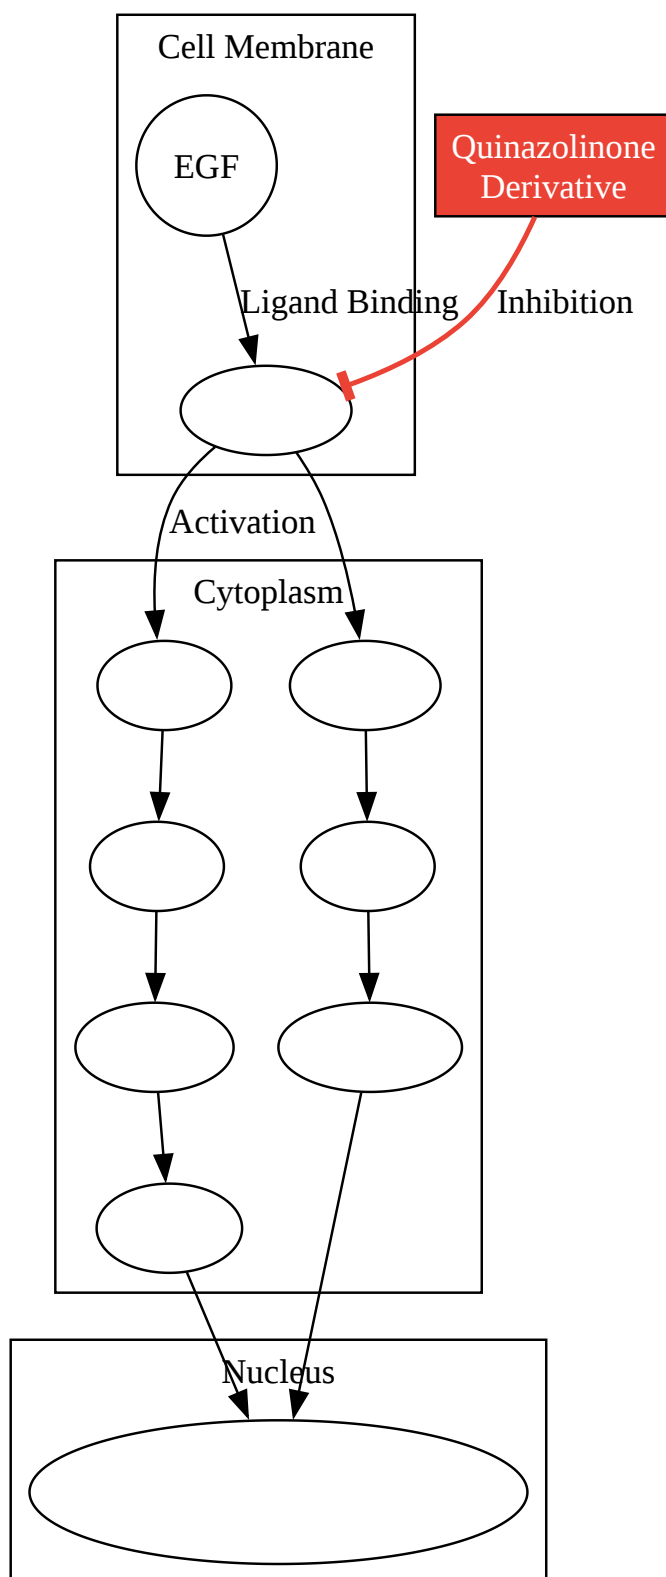 Cell Membrane
EGF
Quinazolinone
Derivative
Ligand Binding
Inhibition
Activation
Cytoplasm
Nucleus